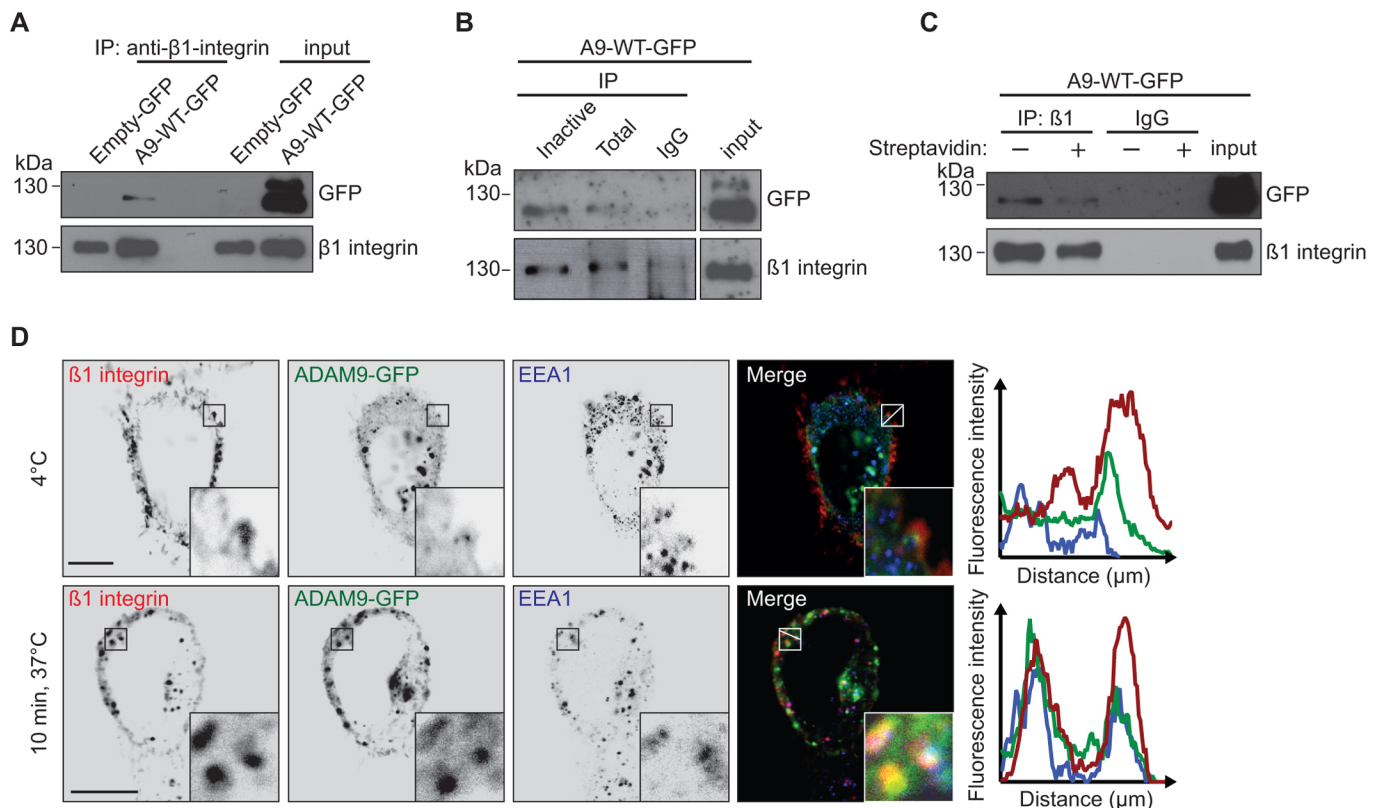 A
IP: anti-β1-integrin
input
Empty-GFP
A9-WT-GFP
Empty-GFP
A9-WT-GFP
kDa
130
GFP
130
β1 integrin
B
A9-WT-GFP
IP
Inactive
Total
IgG
input
kDa
130
GFP
130
ß1 integrin
C
A9-WT-GFP
IP: ß1
IgG
Streptavidin:
− + − + input
kDa
130
GFP
130
ß1 integrin
D
4°C
ß1 integrin
ADAM9-GFP
EEA1
Merge
Fluorescence intensity
Distance (µm)
10 min, 37°C
ß1 integrin
ADAM9-GFP
EEA1
Merge
Fluorescence intensity
Distance (µm)